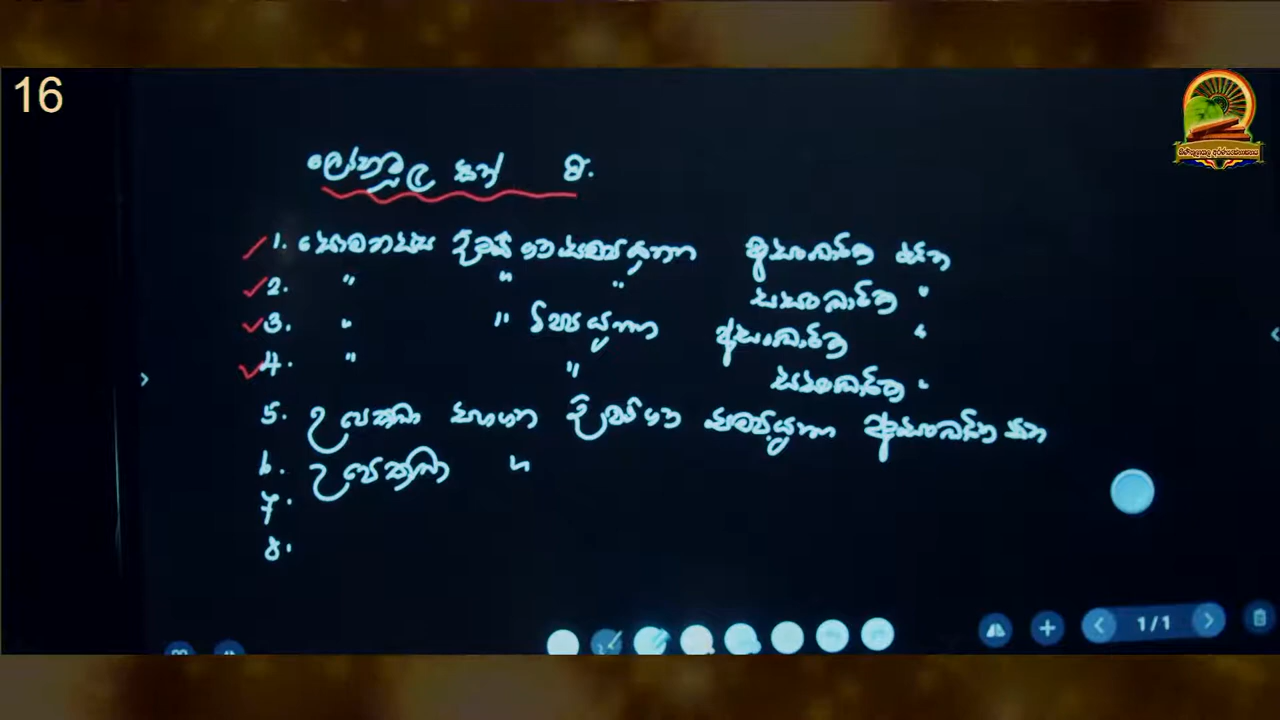 16
ලෝභමූල සිත් 8.
1. සොමනස්ස දිට්ඨිගත සම්පයුත්ත අසංඛාරික සිත
2. " " " සසංඛාරික "
3. " " විප්පයුත්ත අසංඛාරික "
4. " " සසංඛාරික "
5. උපෙක්ඛා සහගත දිට්ඨිගත සම්පයුත්ත අසංඛාරික සිත
6. උපෙක්ඛා "
7.
8.
1/1